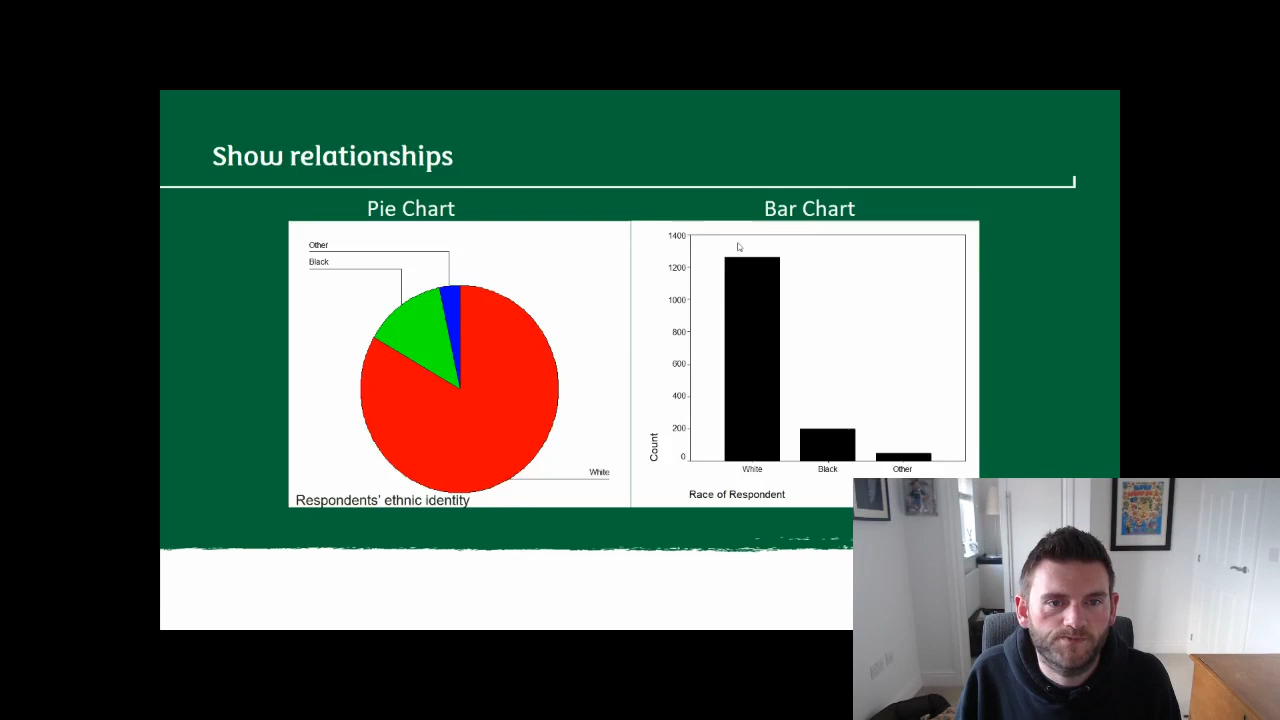 Show relationships
Pie Chart
Bar Chart
Other
Black
White
Respondents' ethnic identity
1400
1200
1000
800
600
400
200
0
Count
White
Black
Other
Race of Respondent